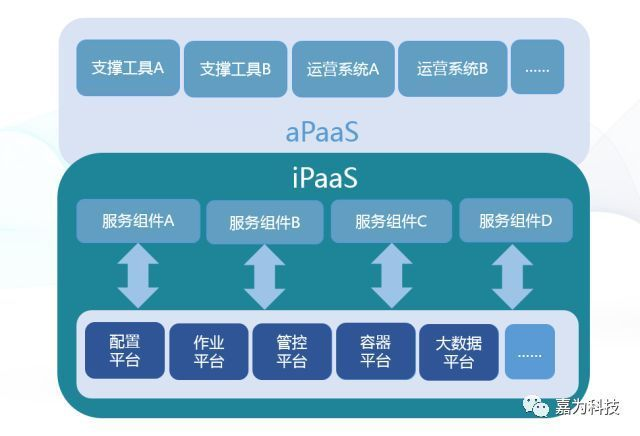 支撑工具A
支撑工具B
运营系统A
运营系统B
......
aPaaS
iPaaS
服务组件A
服务组件B
服务组件C
服务组件D
配置
平台
作业
平台
管控
平台
容器
平台
大数据
平台
......
嘉为科技